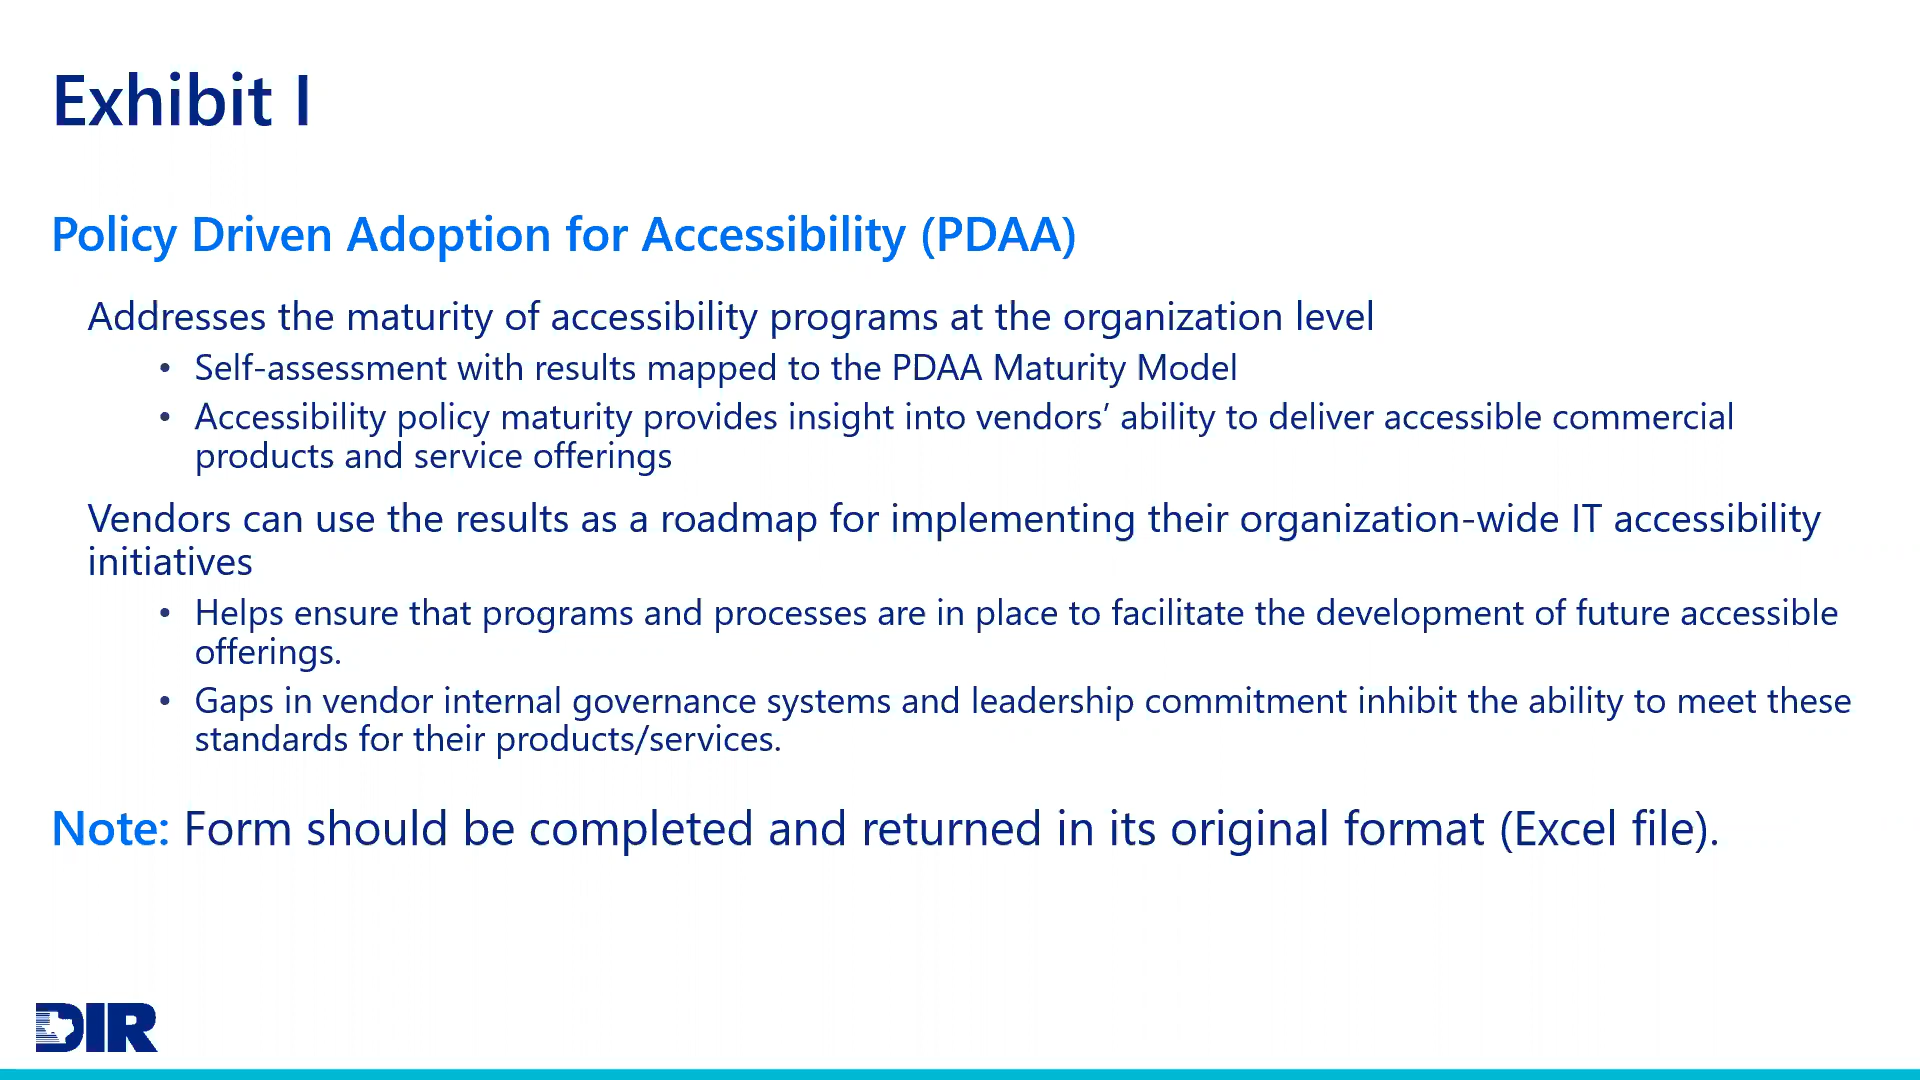 Exhibit I
Policy Driven Adoption for Accessibility (PDAA)
Addresses the maturity of accessibility programs at the organization level
• Self-assessment with results mapped to the PDAA Maturity Model
• Accessibility policy maturity provides insight into vendors’ ability to deliver accessible commercial
products and service offerings
Vendors can use the results as a roadmap for implementing their organization-wide IT accessibility
initiatives
• Helps ensure that programs and processes are in place to facilitate the development of future accessible
offerings.
• Gaps in vendor internal governance systems and leadership commitment inhibit the ability to meet these
standards for their products/services.
Note: Form should be completed and returned in its original format (Excel file).
DIR